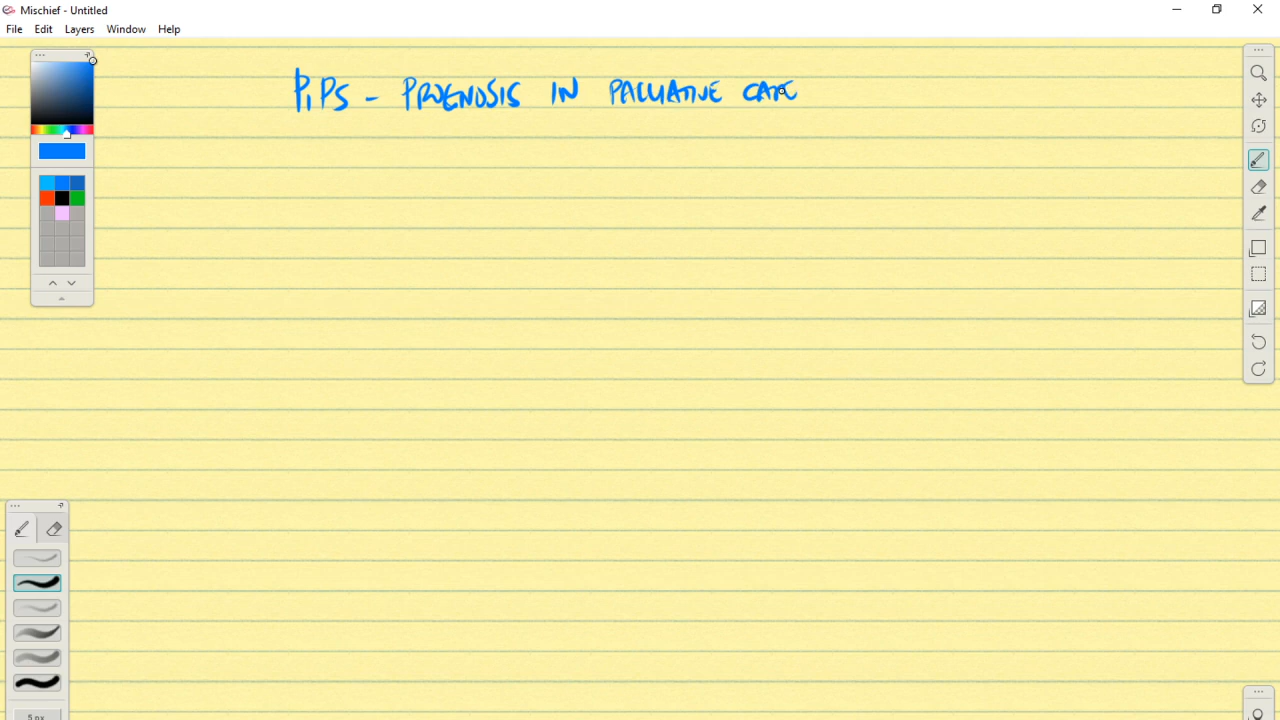 Mischief - Untitled
File Edit Layers Window Help
PiPS - PROGNOSIS IN PALLIATIVE CARE
5 px